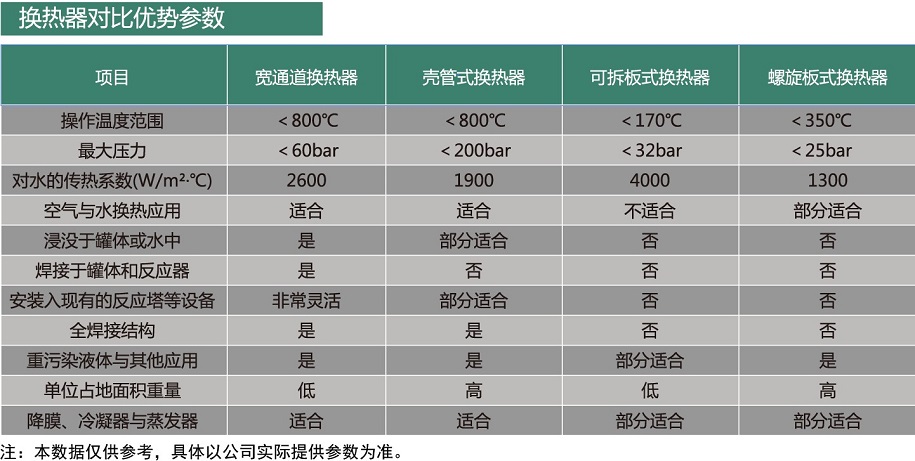 换热器对比优势参数
项目 宽通道换热器 壳管式换热器 可拆板式换热器 螺旋板式换热器
操作温度范围 <800℃ <800℃ <170℃ <350℃
最大压力 <60bar <200bar <32bar <25bar
对水的传热系数(W/m²·℃) 2600 1900 4000 1300
空气与水换热应用 适合 适合 不适合 部分适合
浸没于罐体或水中 是 部分适合 否 否
焊接于罐体和反应器 是 否 否 否
安装入现有的反应塔等设备 非常灵活 部分适合 否 否
全焊接结构 是 是 否 否
重污染液体与其他应用 是 是 部分适合 是
单位占地面积重量 低 高 低 高
降膜、冷凝器与蒸发器 适合 适合 部分适合 部分适合
注：本数据仅供参考，具体以公司实际提供参数为准。